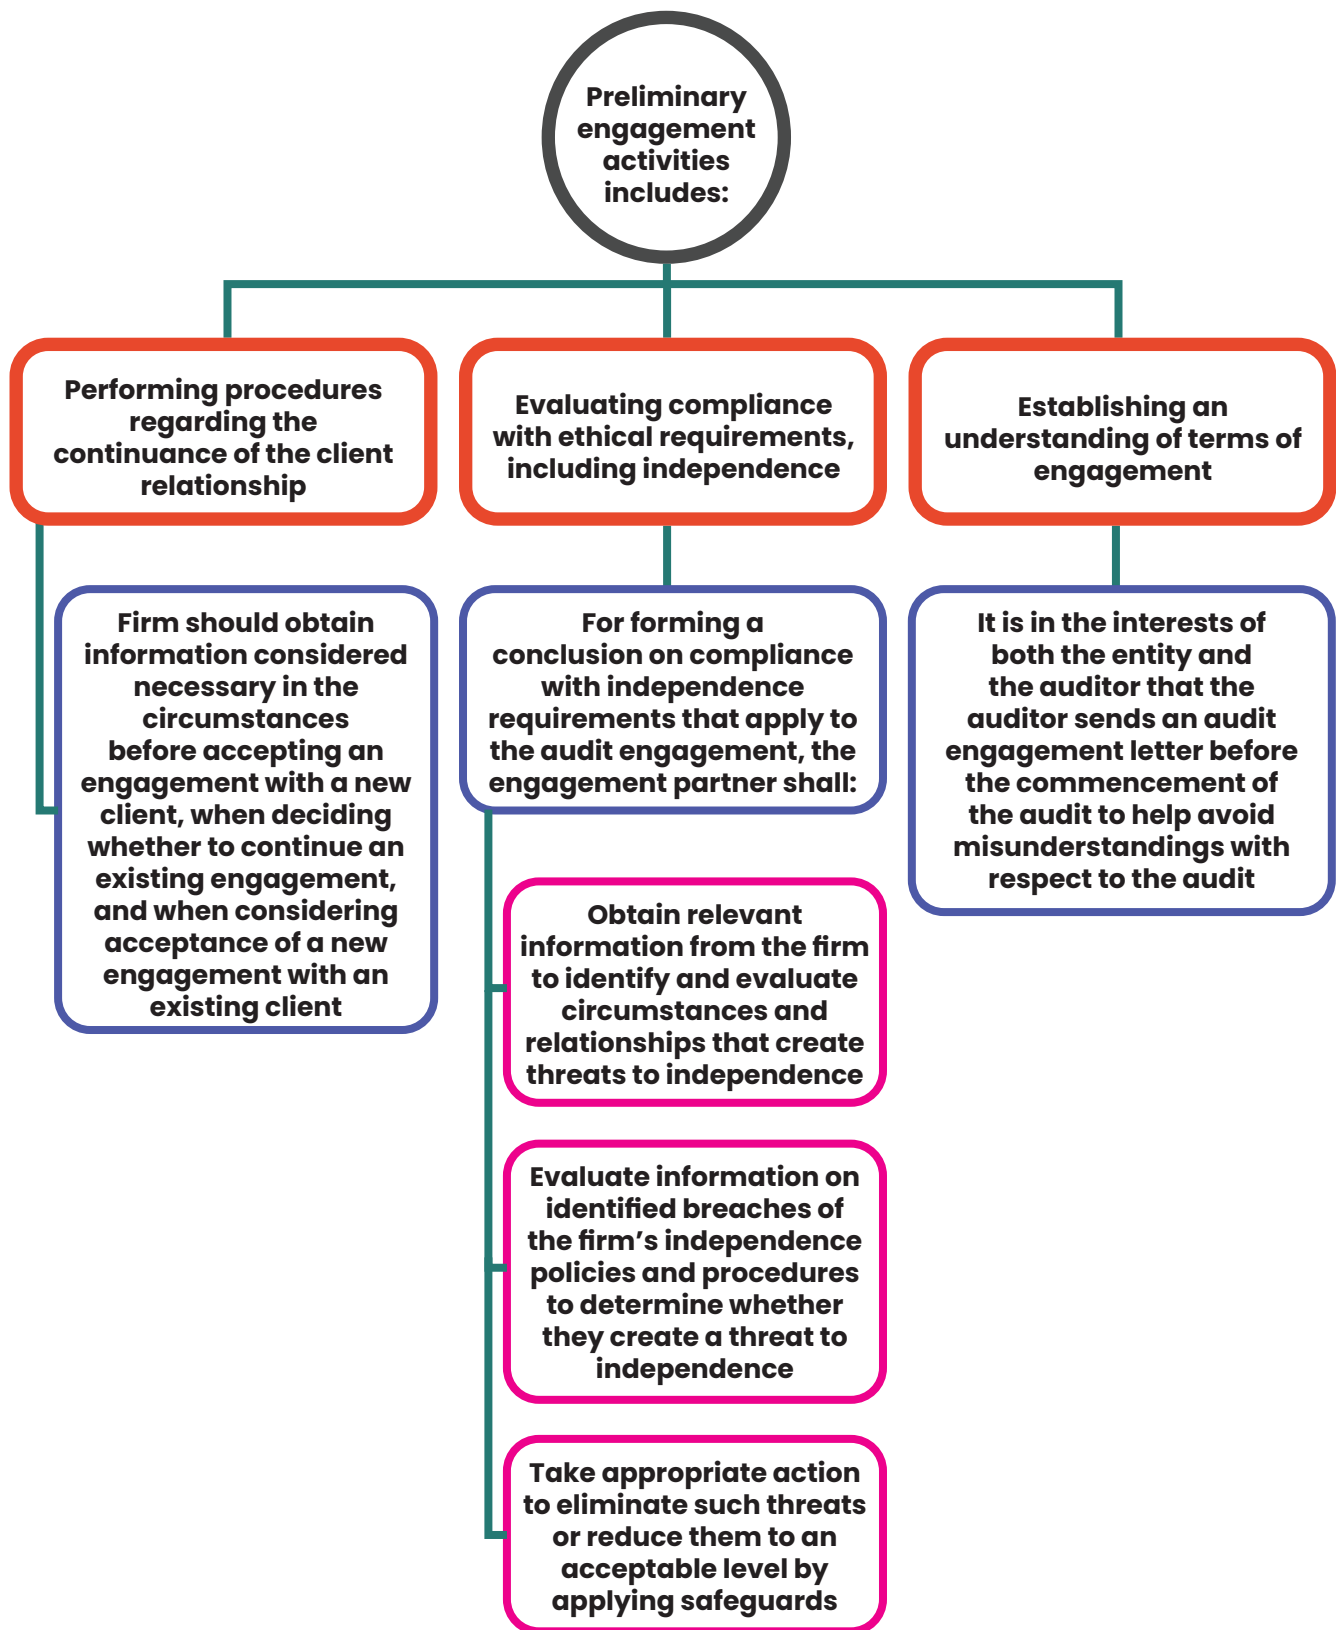 Preliminary
engagement
activities
includes:
Performing procedures
regarding the
continuance of the client
relationship
Firm should obtain
information considered
necessary in the
circumstances
before accepting an
engagement with a new
client, when deciding
whether to continue an
existing engagement,
and when considering
acceptance of a new
engagement with an
existing client
Evaluating compliance
with ethical requirements,
including independence
For forming a
conclusion on compliance
with independence
requirements that apply to
the audit engagement, the
engagement partner shall:
Obtain relevant
information from the firm
to identify and evaluate
circumstances and
relationships that create
threats to independence
Evaluate information on
identified breaches of
the firm’s independence
policies and procedures
to determine whether
they create a threat to
independence
Take appropriate action
to eliminate such threats
or reduce them to an
acceptable level by
applying safeguards
Establishing an
understanding of terms of
engagement
It is in the interests of
both the entity and
the auditor that the
auditor sends an audit
engagement letter before
the commencement of
the audit to help avoid
misunderstandings with
respect to the audit